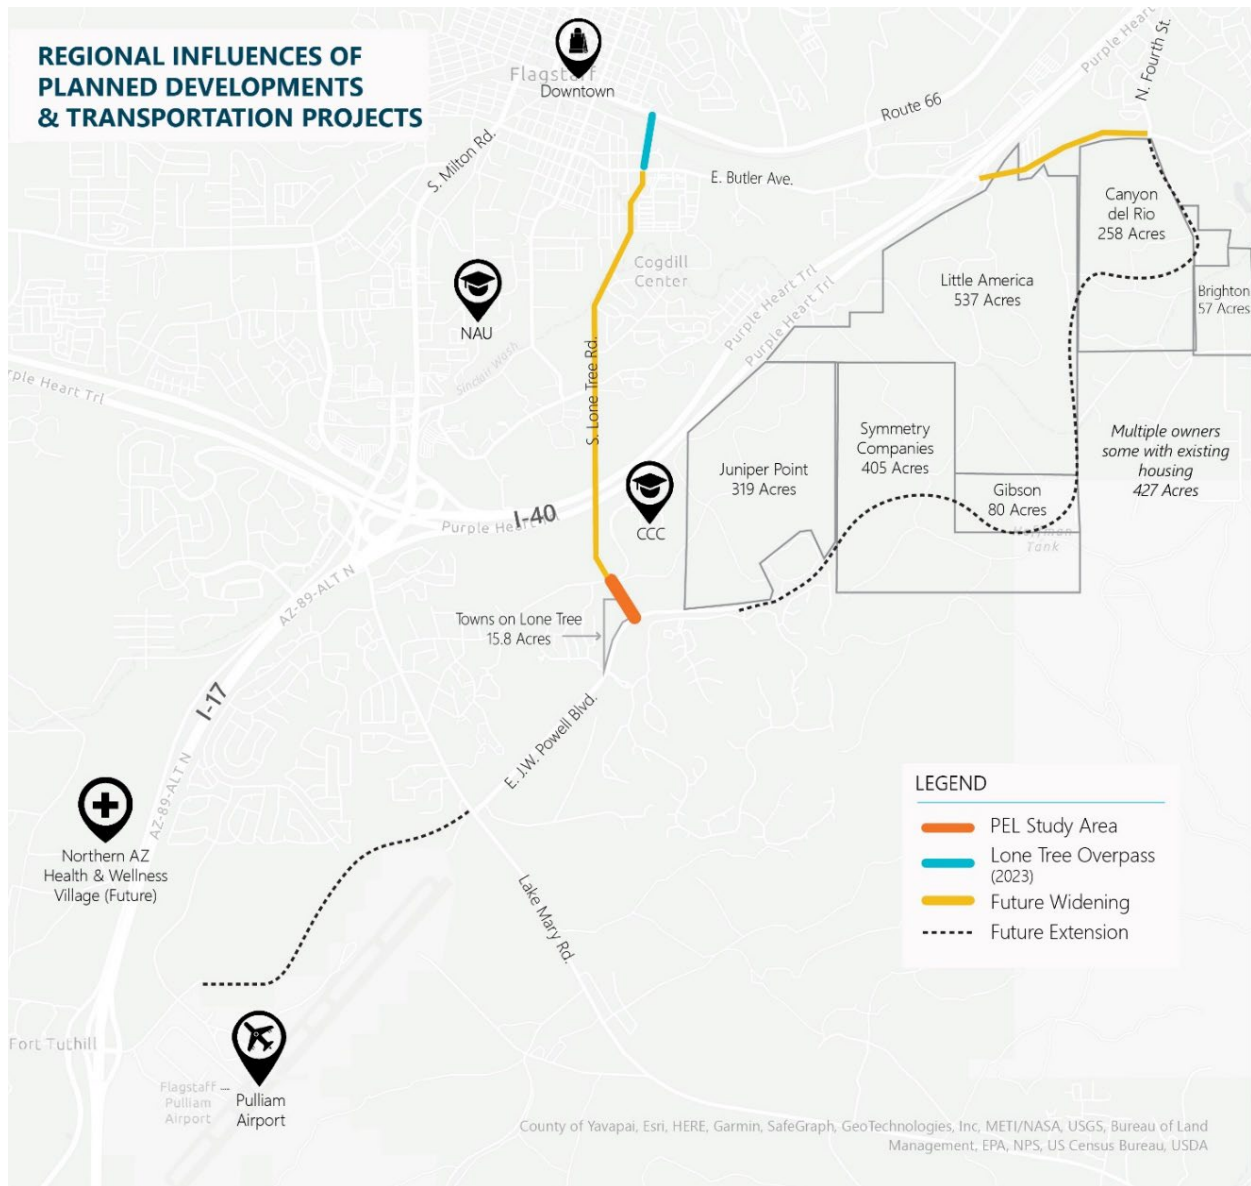 REGIONAL INFLUENCES OF
PLANNED DEVELOPMENTS
& TRANSPORTATION PROJECTS
Flagstaff
Downtown
Purple Heart
N. Fourth St.
Route 66
S. Milton Rd.
E. Butler Ave.
Canyon
del Rio
258 Acres
Cogdill
Center
Little America
537 Acres
Brighton
57 Acres
NAU
Purple Heart Trl
Purple Heart Trl
Sinclair Wash
S. Lone Tree Rd.
rple Heart Trl
Multiple owners
some with existing
housing
427 Acres
Symmetry
Companies
405 Acres
Juniper Point
319 Acres
Gibson
80 Acres
Hoffman
Tank
I-40
Purple Heart Trl
CCC
AZ-89-ALT N
Towns on Lone Tree
15.8 Acres
I-17
E. J.W. Powell Blvd.
AZ-89-ALT N
LEGEND
PEL Study Area
Lone Tree Overpass
(2023)
Future Widening
Future Extension
Northern AZ
Health & Wellness
Village (Future)
Lake Mary Rd.
Fort Tuthill
Flagstaff
Pulliam
Airport
Pulliam
Airport
County of Yavapai, Esri, HERE, Garmin, SafeGraph, GeoTechnologies, Inc, METI/NASA, USGS, Bureau of Land
Management, EPA, NPS, US Census Bureau, USDA